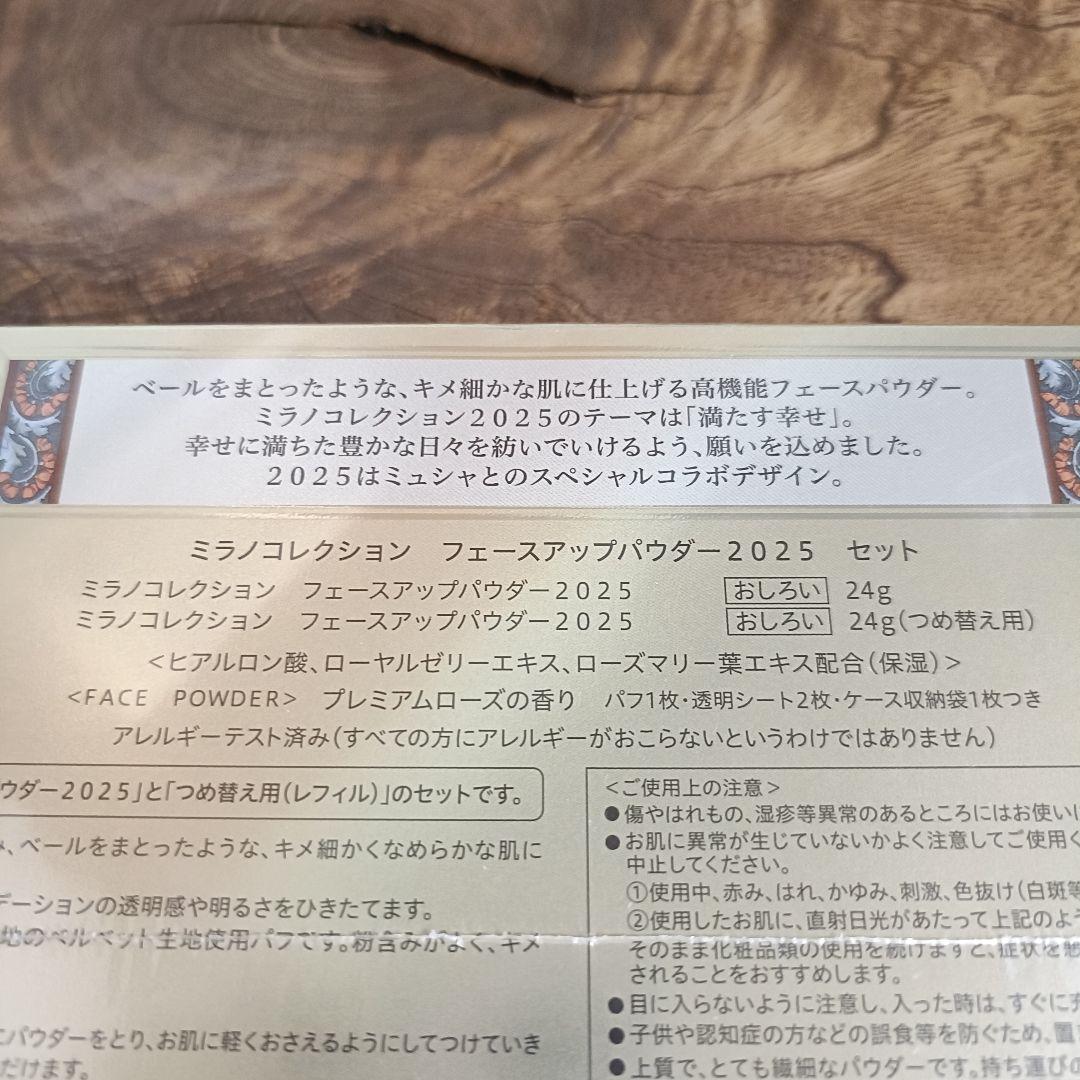 ベールをまとったような、キメ細かな肌に仕上げる高機能フェースパウダー。
ミラノコレクション２０２５のテーマは「満たす幸せ」。
幸せに満ちた豊かな日々を紡いでいけるよう、願いを込めました。
２０２５はミュシャとのスペシャルコラボデザイン。
ミラノコレクション　フェースアップパウダー２０２５　セット
ミラノコレクション　フェースアップパウダー２０２５　おしろい 24g
ミラノコレクション　フェースアップパウダー２０２５　おしろい 24g(つめ替え用)
<ヒアルロン酸、ローヤルゼリーエキス、ローズマリー葉エキス配合(保湿)>
<FACE　POWDER>　プレミアムローズの香り　パフ1枚・透明シート2枚・ケース収納袋1枚つき
アレルギーテスト済み(すべての方にアレルギーがおこらないというわけではありません)
ウダー２０２５」と「つめ替え用(レフィル)」のセットです。
、ベールをまとったような、キメ細かくなめらかな肌に
デーションの透明感や明るさをひきたてます。
地のベルベット生地使用パフです。粉含みがよく、キメ
パウダーをとり、お肌に軽くおさえるようにしてつけていき
だけます。
<ご使用上の注意>
●傷やはれもの、湿疹等異常のあるところにはお使いに
●お肌に異常が生じていないかよく注意してご使用く
中止してください。
①使用中、赤み、はれ、かゆみ、刺激、色抜け(白斑等
②使用したお肌に、直射日光があたって上記のよう
そのまま化粧品類の使用を続けますと、症状を悪
されることをおすすめします。
●目に入らないように注意し、入った時は、すぐに充
●子供や認知症の方などの誤食等を防ぐため、置
●上質で、とても繊細なパウダーです。持ち運びの